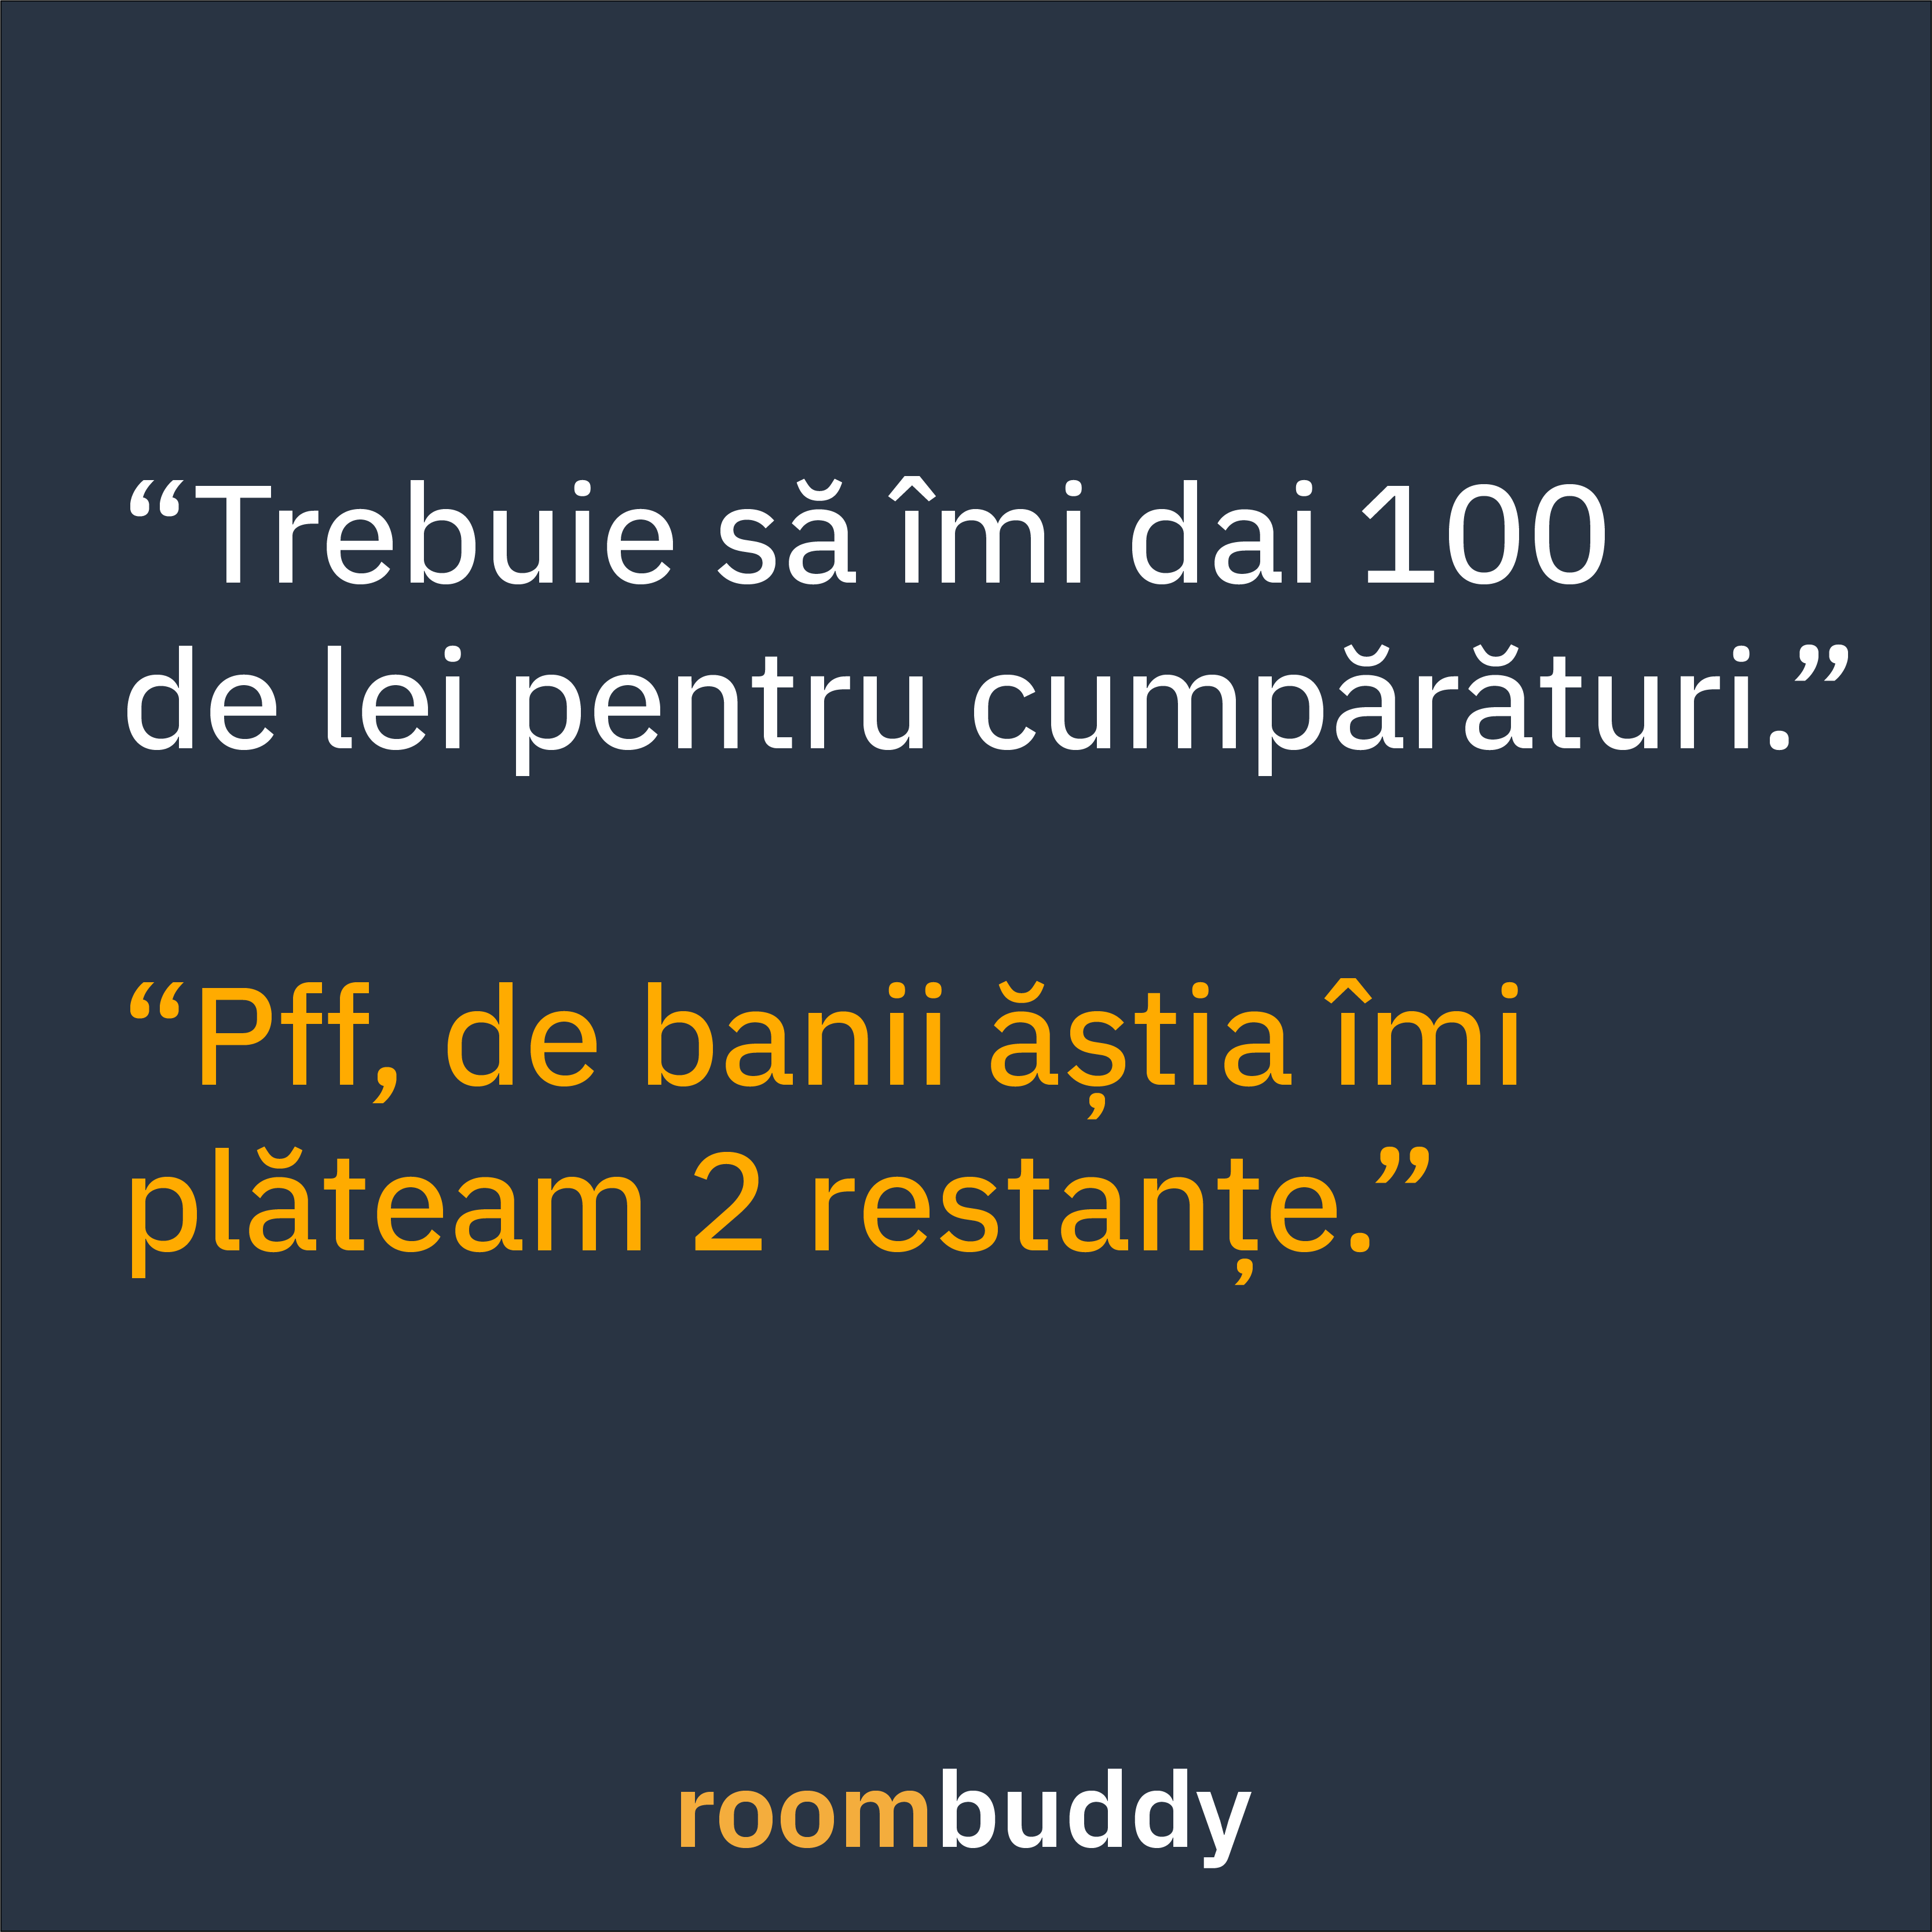 “Trebuie să îmi dai 100
de lei pentru cumpărături.”
“Pff, de banii ăștia îmi
plăteam 2 restanțe.”
roombuddy